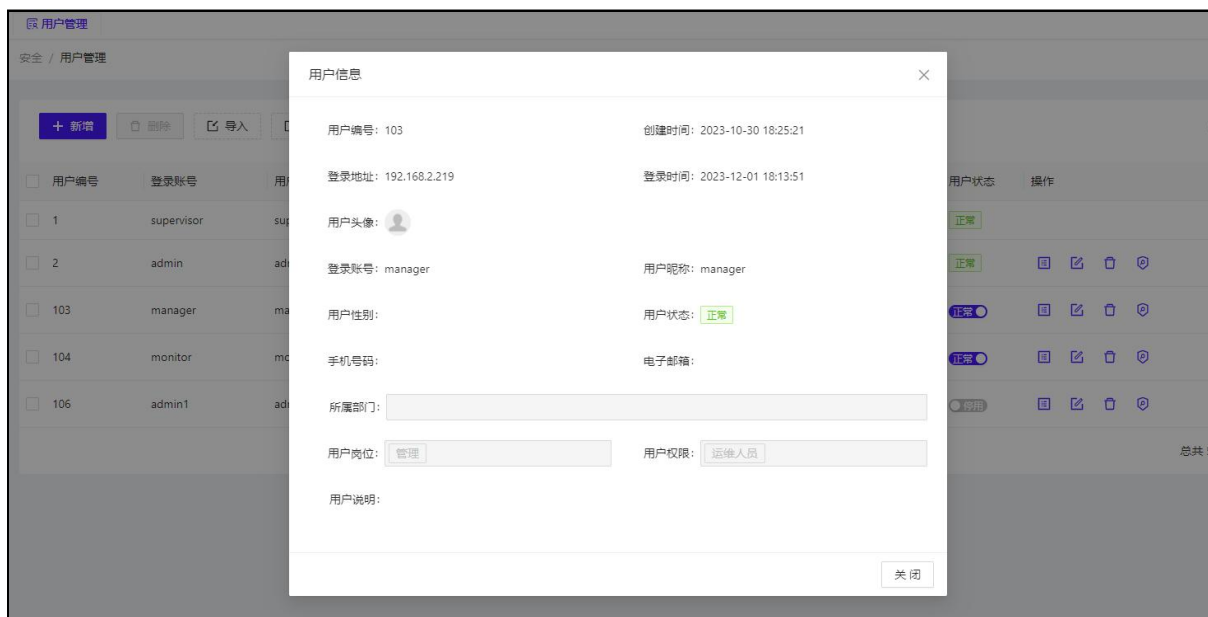 用户管理
安全 / 用户管理
用户信息
+ 新增 删除 导入
用户编号: 103 创建时间: 2023-10-30 18:25:21
用户编号 登录账号 用户状态 操作
登录地址: 192.168.2.219 登录时间: 2023-12-01 18:13:51
1 supervisor sup 正常
用户头像:
2 admin adr 正常
登录账号: manager 用户昵称: manager
103 manager ma 正常
用户性别: 用户状态: 正常
104 monitor mo 正常
手机号码: 电子邮箱:
106 admin1 adr 停用
所属部门:
用户岗位: 管理 用户权限: 运维人员
总共
用户说明:
关 闭